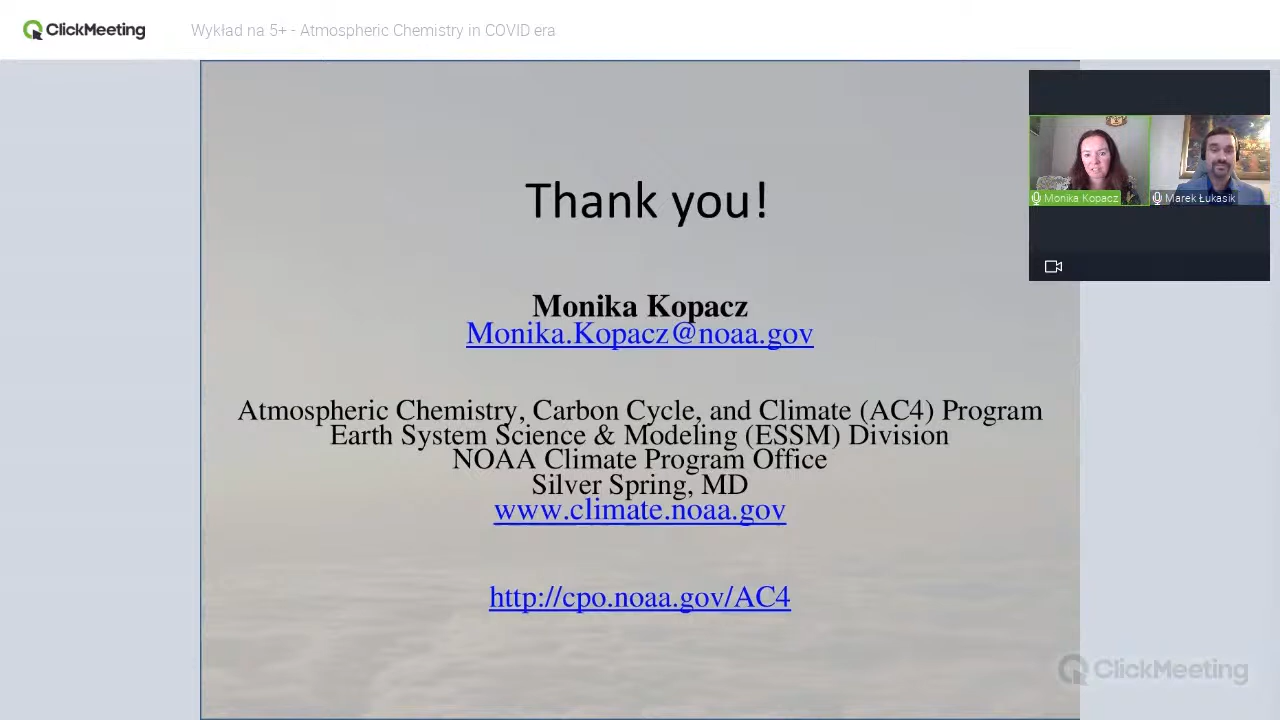 ClickMeeting
Wykład na 5+ - Atmospheric Chemistry in COVID era
Thank you!
Monika Kopacz
Monika.Kopacz@noaa.gov
Atmospheric Chemistry, Carbon Cycle, and Climate (AC4) Program
Earth System Science & Modeling (ESSM) Division
NOAA Climate Program Office
Silver Spring, MD
www.climate.noaa.gov
http://cpo.noaa.gov/AC4
Monika Kopacz
Marek Łukasik
ClickMeeting